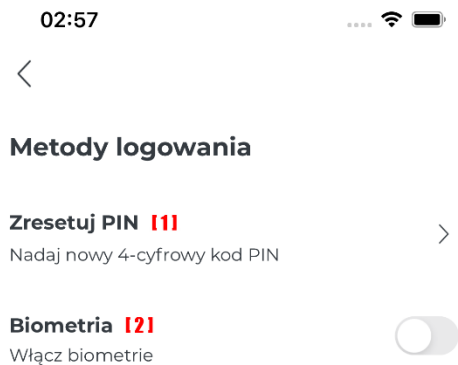 02:57
Metody logowania
Zresetuj PIN [1]
Nadaj nowy 4-cyfrowy kod PIN
Biometria [2]
Włącz biometrie